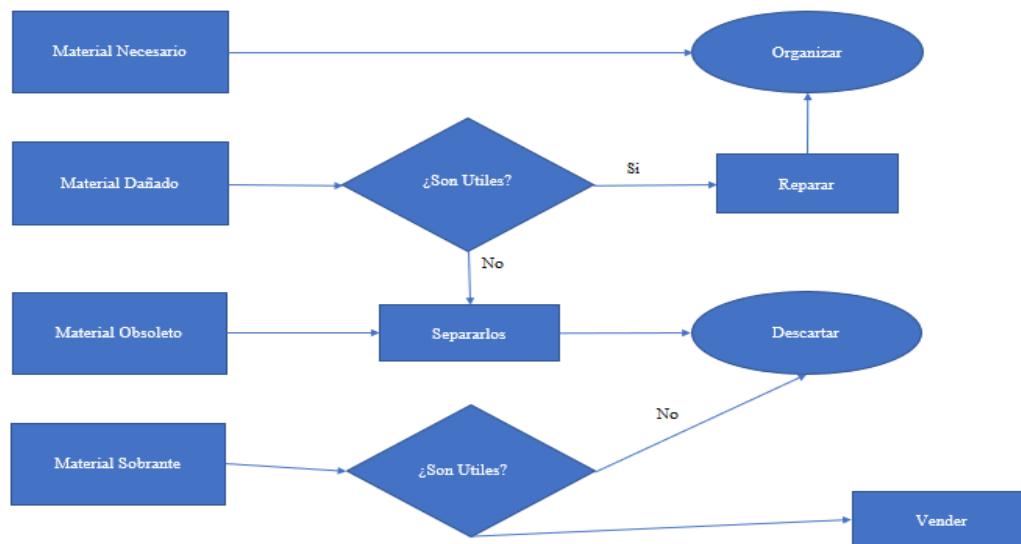 Material Necesario
Organizar
Material Dañado
¿Son Utiles?
Si
Reparar
No
Material Obsoleto
Separarlos
Descartar
No
Material Sobrante
¿Son Utiles?
Vender